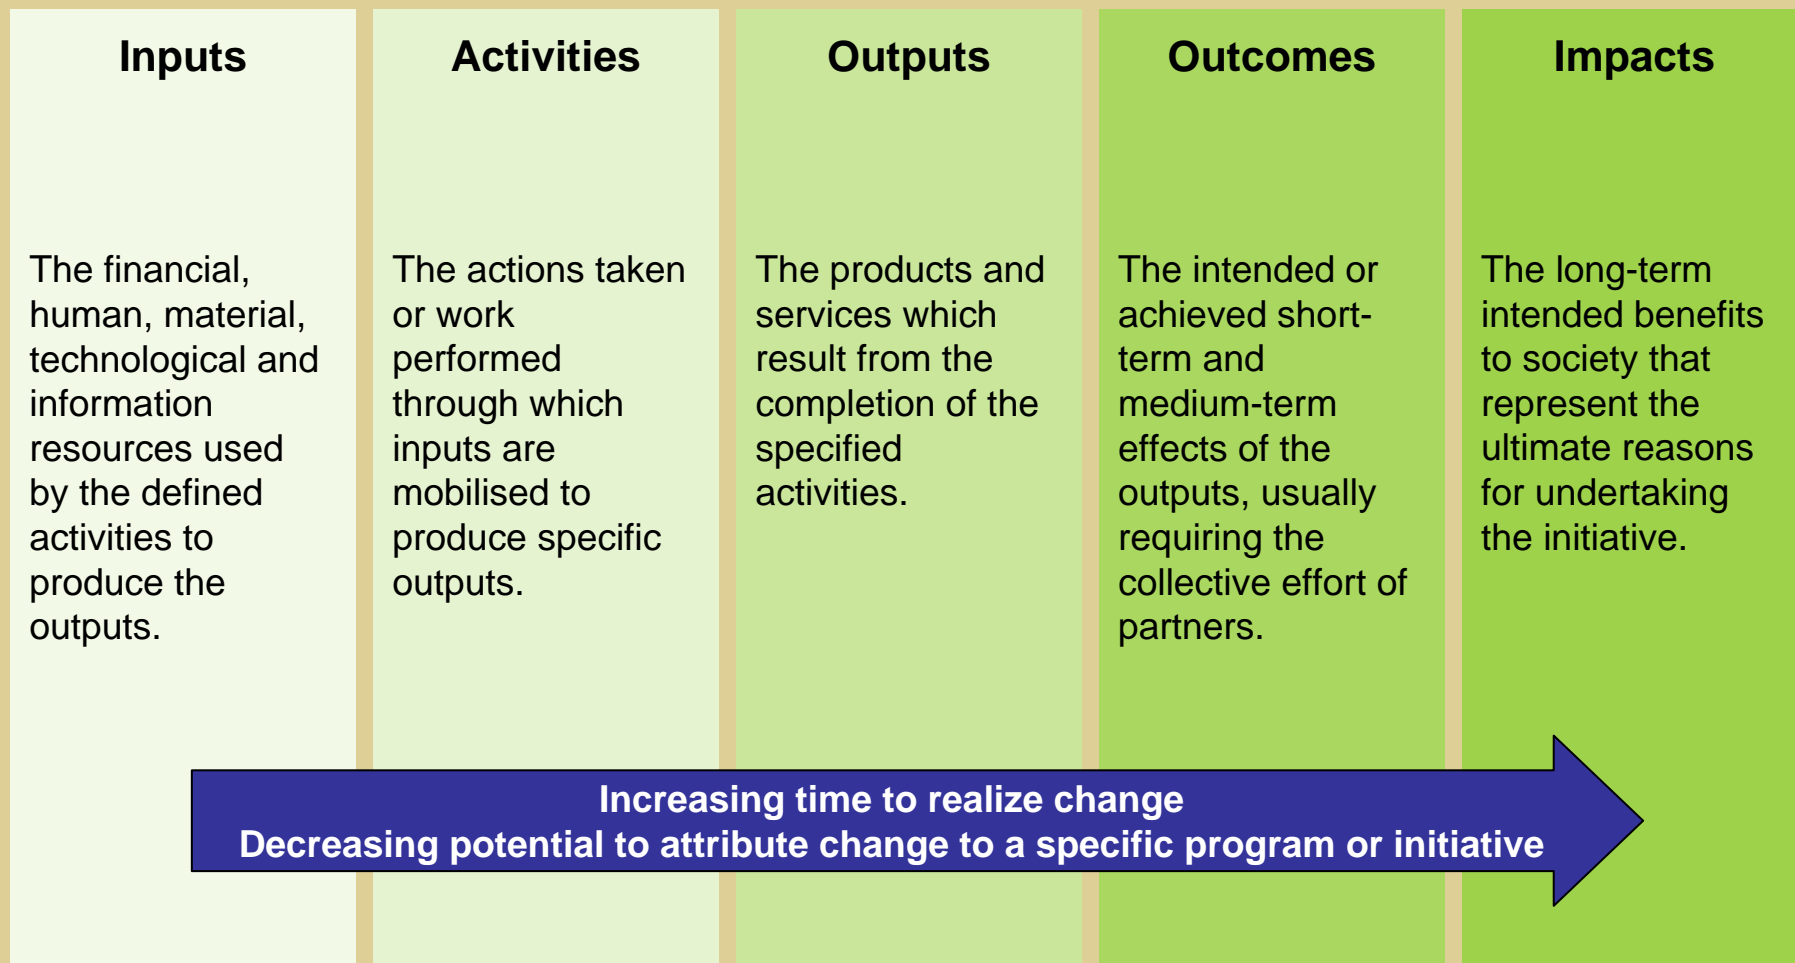 Inputs
The financial,
human, material,
technological and
information
resources used
by the defined
activities to
produce the
outputs.
Activities
The actions taken
or work
performed
through which
inputs are
mobilised to
produce specific
outputs.
Outputs
The products and
services which
result from the
completion of the
specified
activities.
Outcomes
The intended or
achieved short-
term and
medium-term
effects of the
outputs, usually
requiring the
collective effort of
partners.
Impacts
The long-term
intended benefits
to society that
represent the
ultimate reasons
for undertaking
the initiative.
Increasing time to realize change
Decreasing potential to attribute change to a specific program or initiative